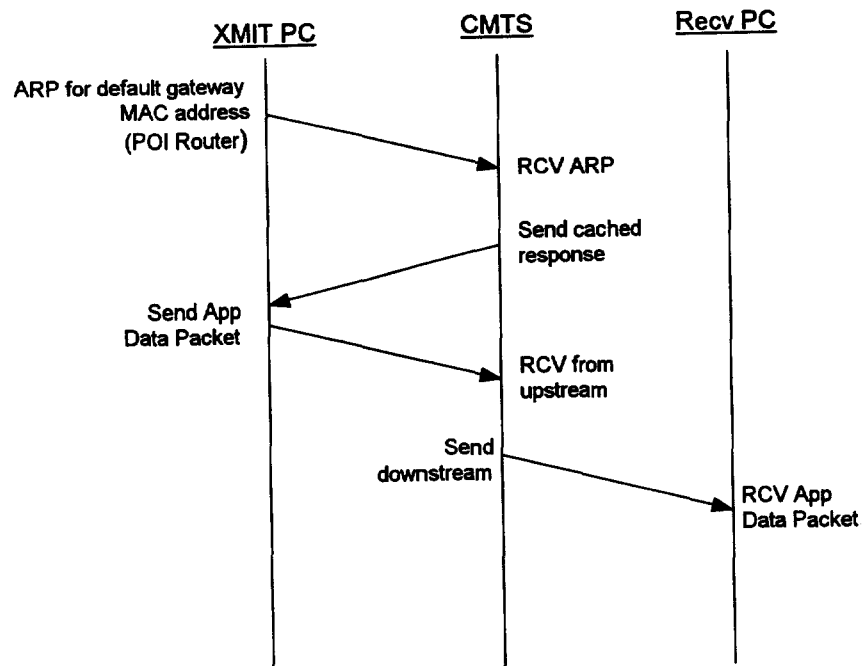 XMIT PC
CMTS
Recv PC
ARP for default gateway
MAC address
(POI Router)
RCV ARP
Send cached
response
Send App
Data Packet
RCV from
upstream
Send
downstream
RCV App
Data Packet